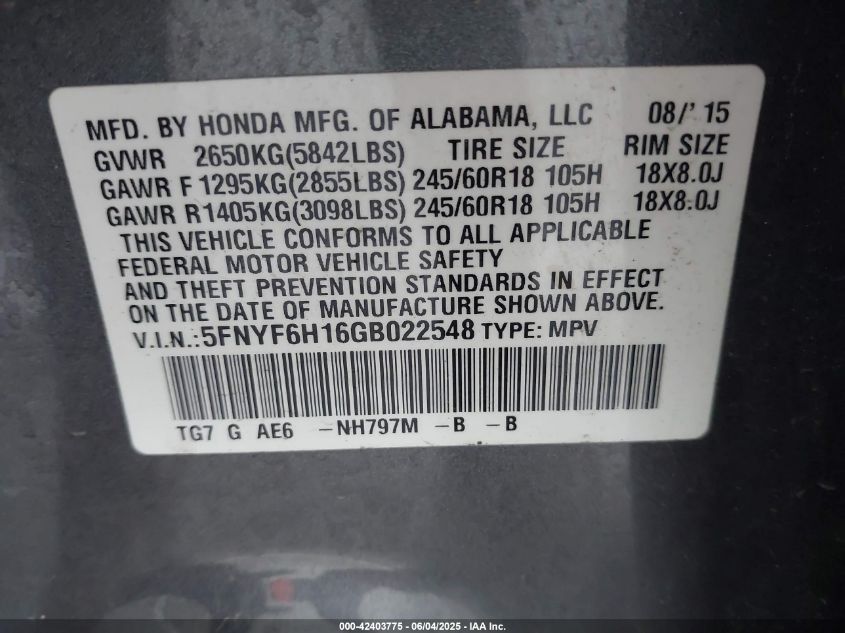 MFD. BY HONDA MFG. OF ALABAMA, LLC 08/' 15
GVWR 2650KG(5842LBS) TIRE SIZE RIM SIZE
GAWR F 1295KG(2855LBS) 245/60R18 105H 18X8.0J
GAWR R1405KG(3098LBS) 245/60R18 105H 18X8.0J
THIS VEHICLE CONFORMS TO ALL APPLICABLE
FEDERAL MOTOR VEHICLE SAFETY
AND THEFT PREVENTION STANDARDS IN EFFECT
ON THE DATE OF MANUFACTURE SHOWN ABOVE.
V.I.N.:5FNYF6H16GB022548 TYPE: MPV
TG7 G AE6 -NH797M -B -B
000-42403775 - 06/04/2025 - IAA Inc.